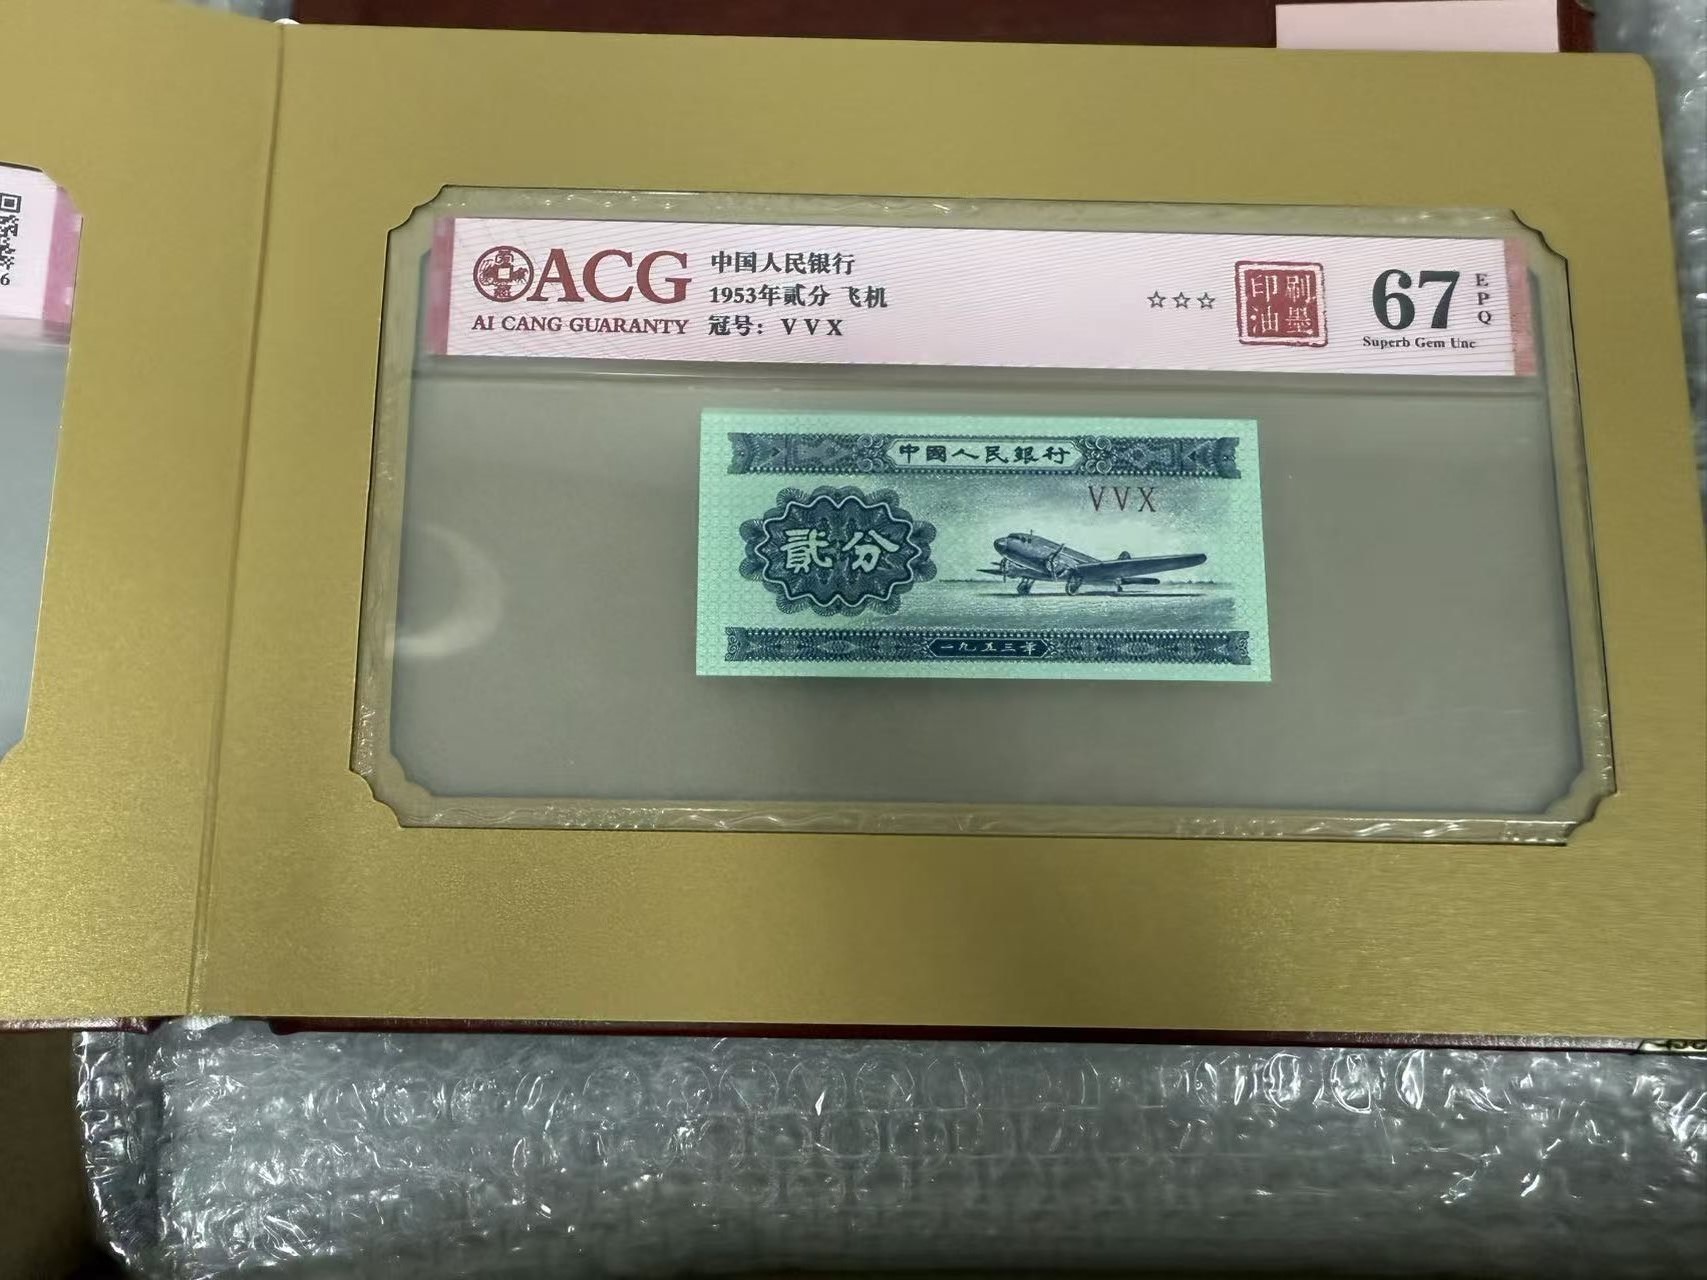 6
ACG
AI CANG GUARANTY
中国人民银行
1953年贰分 飞机
冠号: VVX
☆☆☆
印刷
油墨
67
EPQ
Superb Gem Unc
中國人民銀行
VVX
貳分
一九五三年